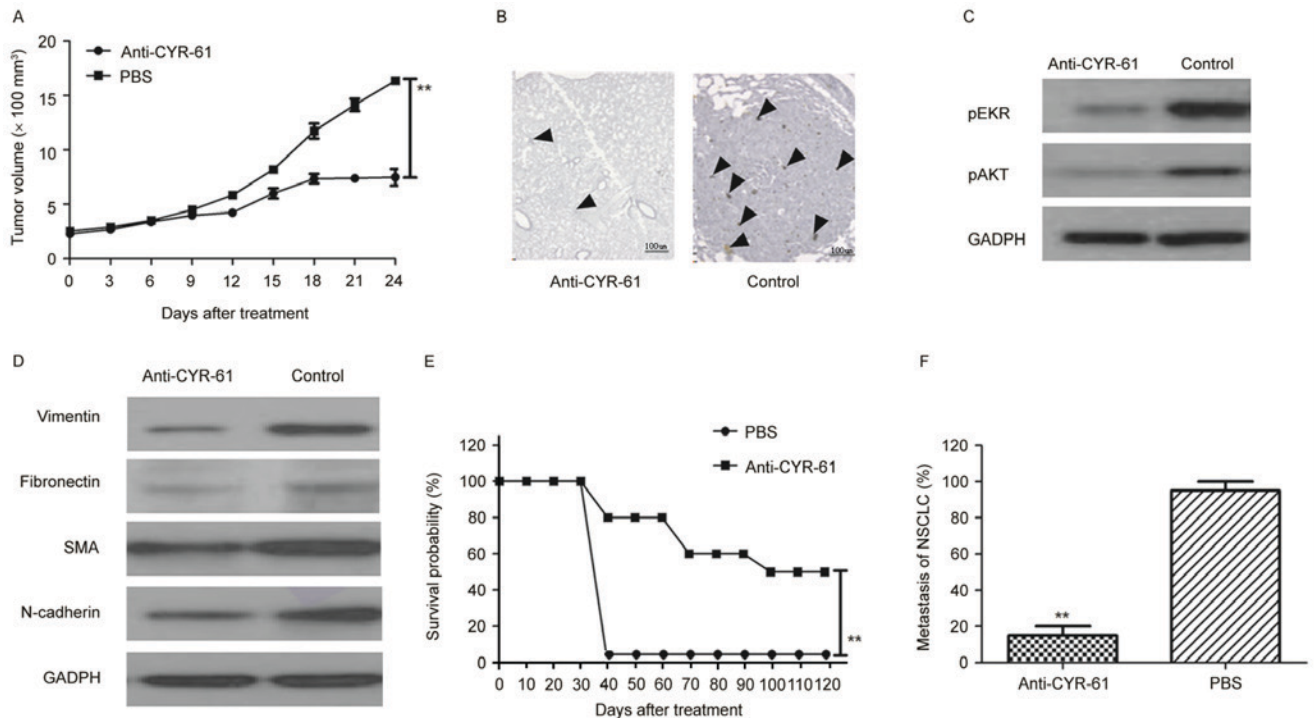 A
Anti-CYR-61
PBS
Tumor volume (× 100 mm³)
20
15
10
5
0
0 3 6 9 12 15 18 21 24
**
Days after treatment
B
100um
100um
Anti-CYR-61 Control
C
Anti-CYR-61 Control
pEKR
pAKT
GADPH
D
Anti-CYR-61 Control
Vimentin
Fibronectin
SMA
N-cadherin
GADPH
E
PBS
Anti-CYR-61
Survival probability (%)
120
100
80
60
40
20
0
0 10 20 30 40 50 60 70 80 90 100 110 120
**
Days after treatment
F
Metastasis of NSCLC (%)
120
100
80
60
40
20
0
**
Anti-CYR-61 PBS